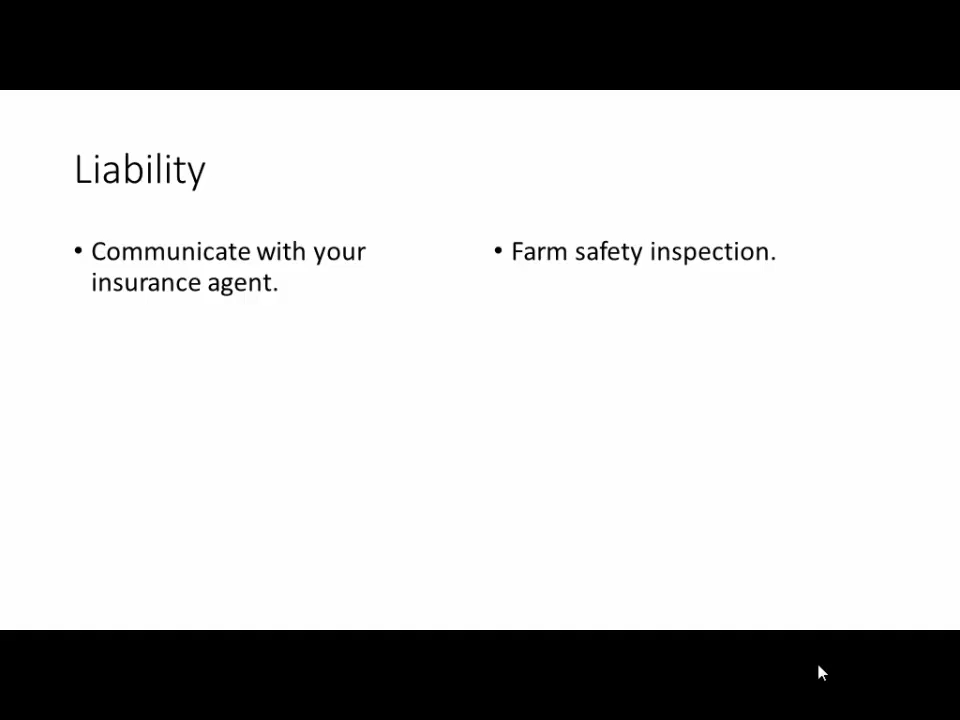 Liability
• Communicate with your
insurance agent.
• Farm safety inspection.